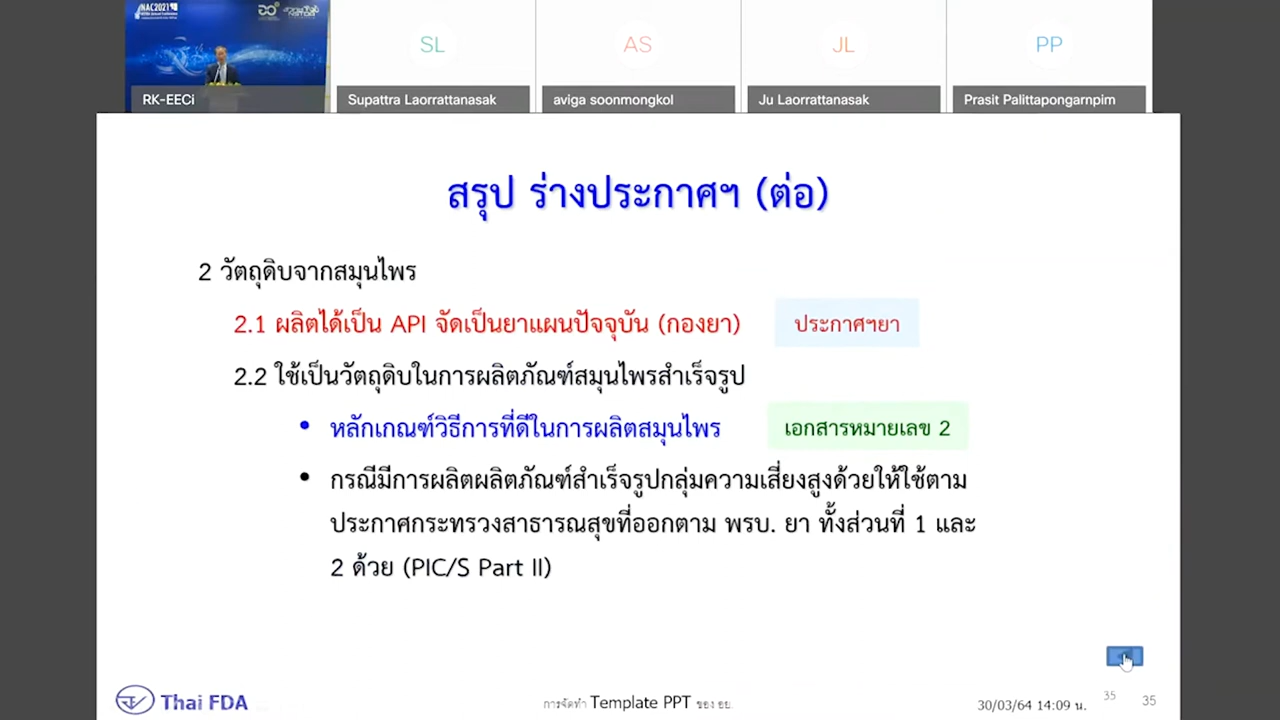 NAC2021
SL
AS
JL
PP
RK-EECi
Supattra Laorrattanasak
aviga soonmongkol
Ju Laorrattanasak
Prasit Palittapongarnpim
สรุป ร่างประกาศฯ (ต่อ)
2 วัตถุดิบจากสมุนไพร
2.1 ผลิตได้เป็น API จัดเป็นยาแผนปัจจุบัน (กองยา)
ประกาศฯยา
2.2 ใช้เป็นวัตถุดิบในการผลิตภัณฑ์สมุนไพรสำเร็จรูป
• หลักเกณฑ์วิธีการที่ดีในการผลิตสมุนไพร
เอกสารหมายเลข 2
• กรณีมีการผลิตผลิตภัณฑ์สำเร็จรูปกลุ่มความเสี่ยงสูงด้วยให้ใช้ตาม
ประกาศกระทรวงสาธารณสุขที่ออกตาม พรบ. ยา ทั้งส่วนที่ 1 และ
2 ด้วย (PIC/S Part II)
Thai FDA
การจัดทำ Template PPT ของ อย.
30/03/64 14:09 น.
35
35